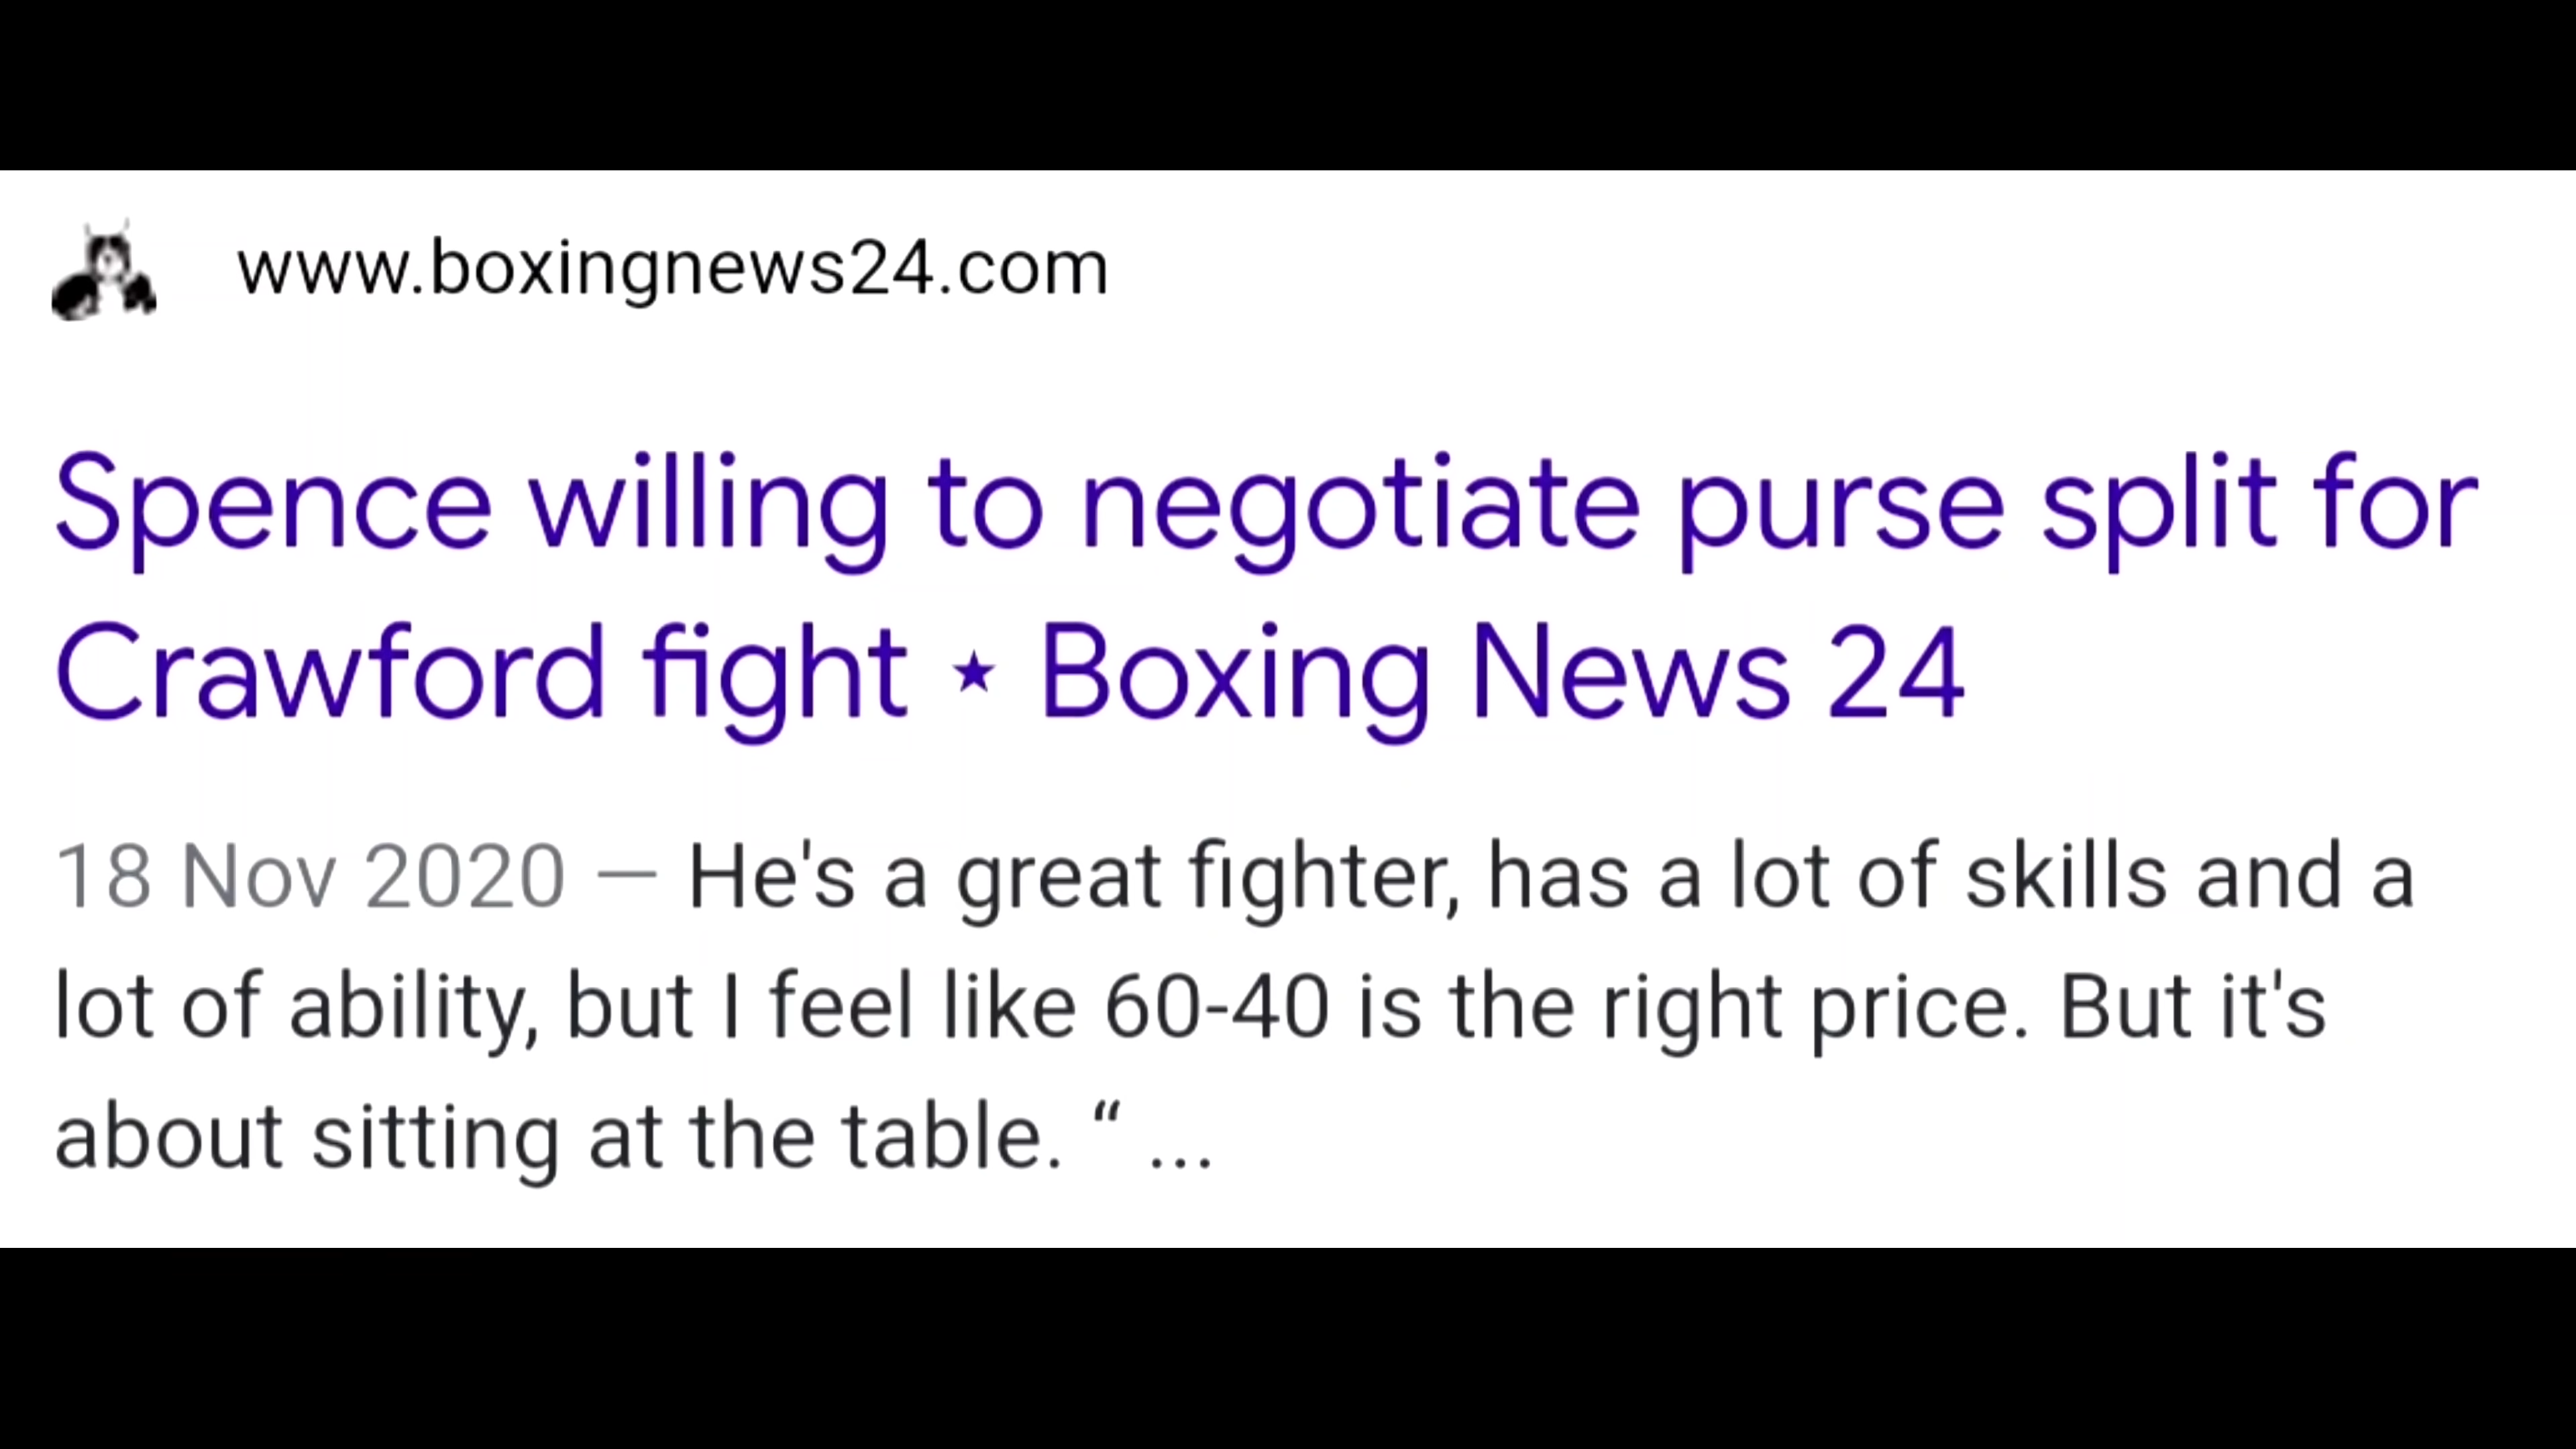 www.boxingnews24.com
Spence willing to negotiate purse split for
Crawford fight ⋆ Boxing News 24
18 Nov 2020 — He's a great fighter, has a lot of skills and a
lot of ability, but I feel like 60-40 is the right price. But it's
about sitting at the table. “ ...